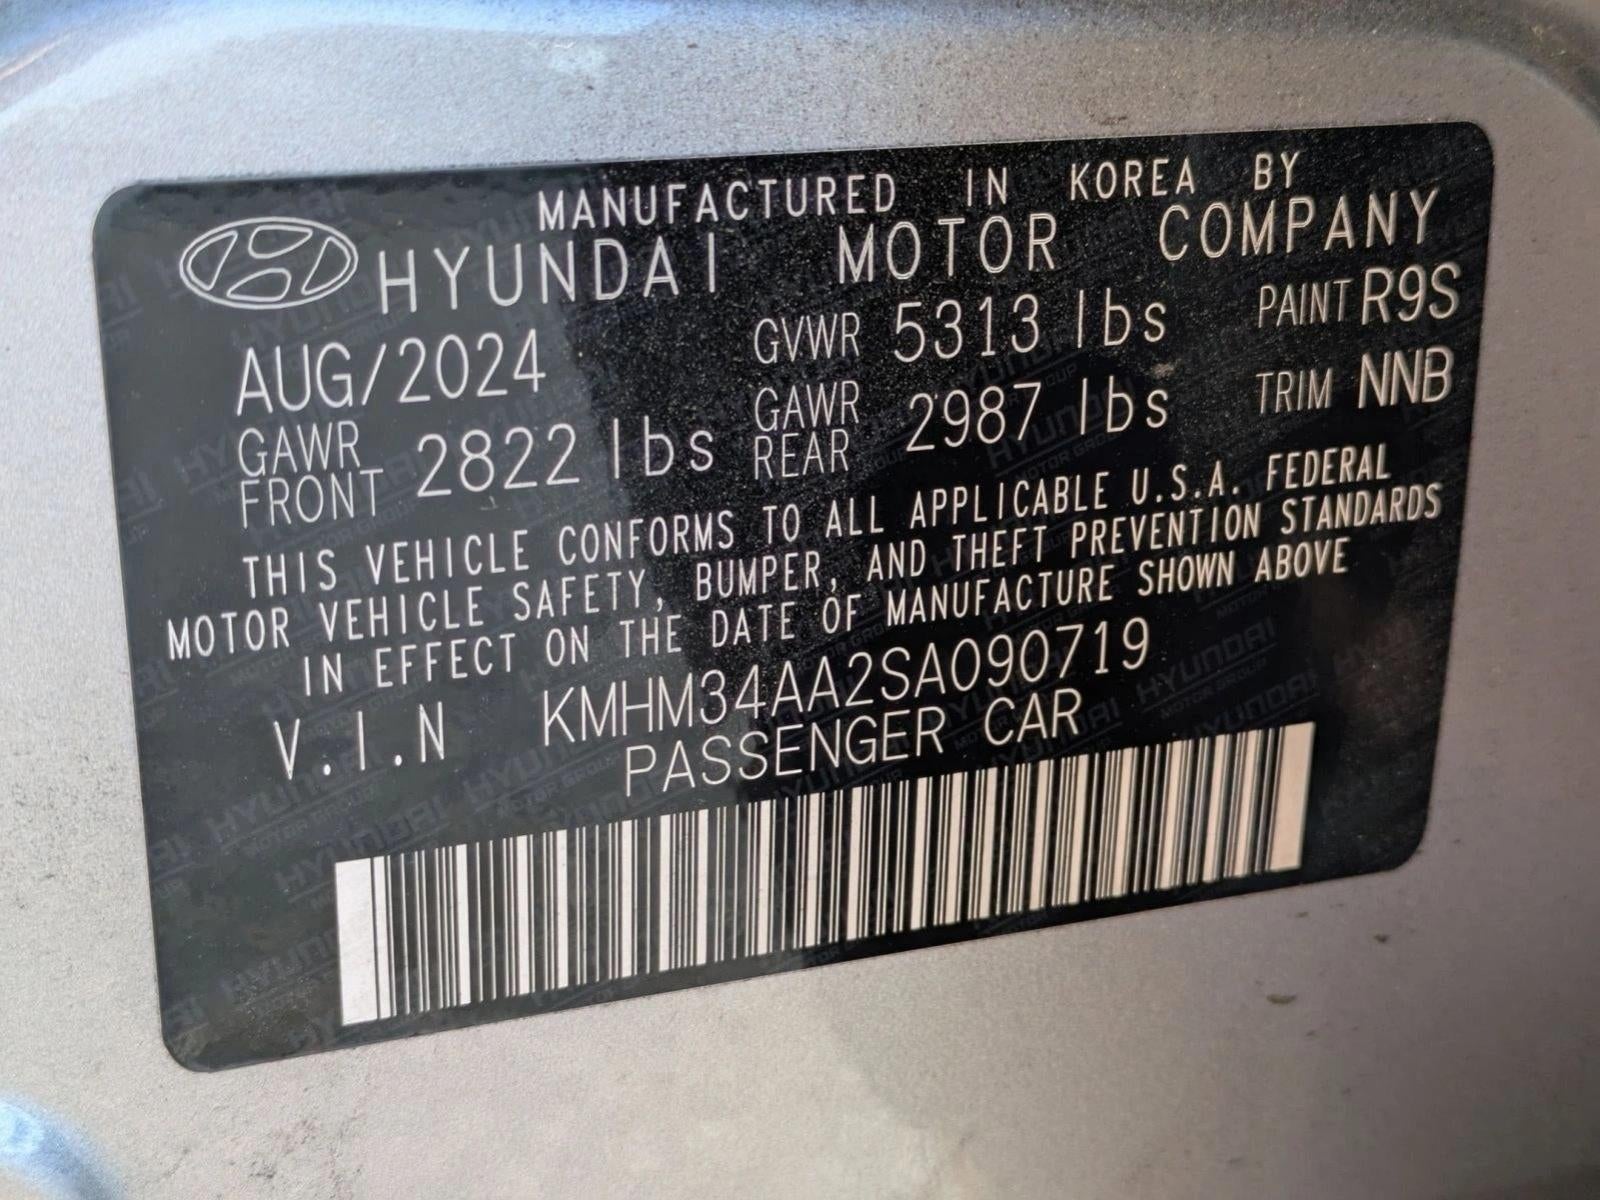 MANUFACTURED IN KOREA BY
HYUNDAI MOTOR COMPANY
AUG/2024 GVWR 5313 lbs PAINT R9S
GAWR FRONT 2822 lbs GAWR REAR 2987 lbs TRIM NNB
THIS VEHICLE CONFORMS TO ALL APPLICABLE U.S.A. FEDERAL
MOTOR VEHICLE SAFETY, BUMPER, AND THEFT PREVENTION STANDARDS
IN EFFECT ON THE DATE OF MANUFACTURE SHOWN ABOVE
V.I.N KMHM34AA2SA090719
PASSENGER CAR